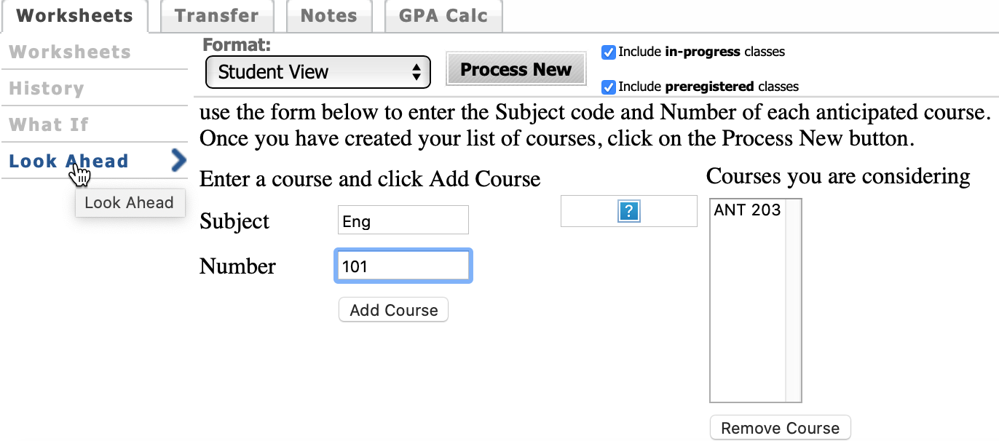 Worksheets Transfer Notes GPA Calc
Worksheets
History
What If
Look Ahead
Look Ahead
Format:
Student View
Process New
Include in-progress classes
Include preregistered classes
use the form below to enter the Subject code and Number of each anticipated course.
Once you have created your list of courses, click on the Process New button.
Enter a course and click Add Course
Subject Eng
Number 101
Add Course
?
Courses you are considering
ANT 203
Remove Course